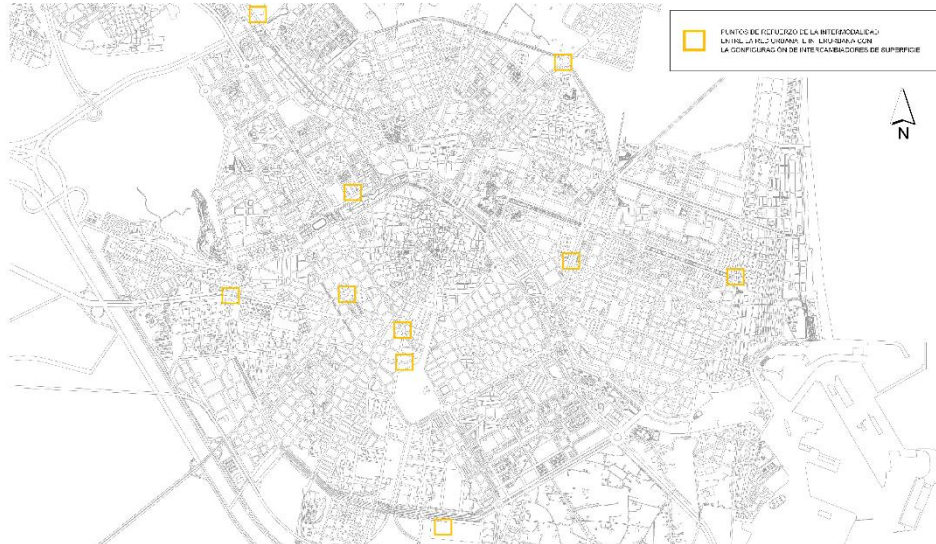 PUNTOS DE REFUERZO DE LA INTERMODALIDAD
ENTRE LA RED URBANA E INTERURBANA CON
LA CONFIGURACIÓN DE INTERCAMBIADORES DE SUPERFICIE
N